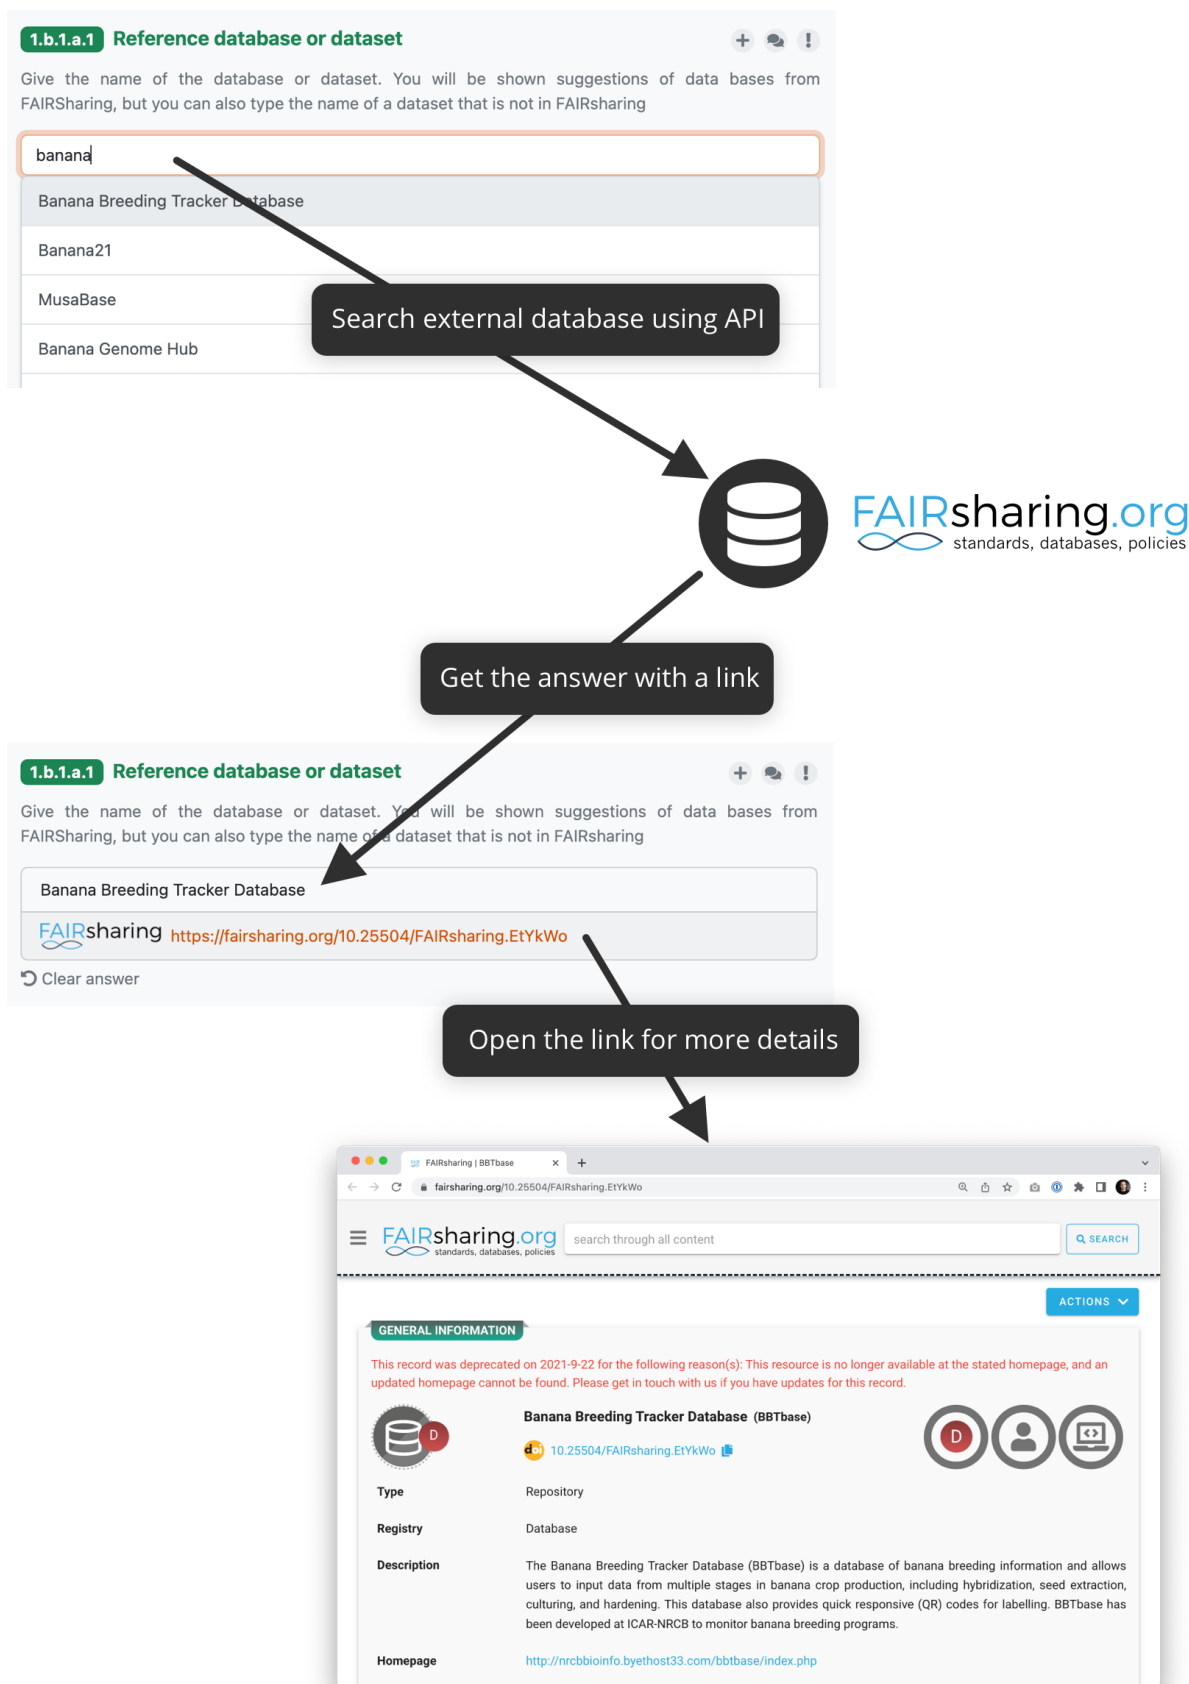 1.b.1.a.1 Reference database or dataset
Give the name of the database or dataset. You will be shown suggestions of data bases from
FAIRSharing, but you can also type the name of a dataset that is not in FAIRsharing
banana
Banana Breeding Tracker Database
Banana21
MusaBase
Banana Genome Hub
Search external database using API
FAIRsharing.org
standards, databases, policies
Get the answer with a link
1.b.1.a.1 Reference database or dataset
Give the name of the database or dataset. You will be shown suggestions of data bases from
FAIRSharing, but you can also type the name of a dataset that is not in FAIRsharing
Banana Breeding Tracker Database
FAIRsharing https://fairsharing.org/10.25504/FAIRsharing.EtYkWo
Clear answer
Open the link for more details
FAIRsharing | BBTbase
fairsharing.org/10.25504/FAIRsharing.EtYkWo
FAIRsharing.org
standards, databases, policies
search through all content
SEARCH
ACTIONS
GENERAL INFORMATION
This record was deprecated on 2021-9-22 for the following reason(s): This resource is no longer available at the stated homepage, and an
updated homepage cannot be found. Please get in touch with us if you have updates for this record.
D
Banana Breeding Tracker Database (BBTbase)
D
doi 10.25504/FAIRsharing.EtYkWo
Type Repository
Registry Database
Description The Banana Breeding Tracker Database (BBTbase) is a database of banana breeding information and allows
users to input data from multiple stages in banana crop production, including hybridization, seed extraction,
culturing, and hardening. This database also provides quick responsive (QR) codes for labelling. BBTbase has
been developed at ICAR-NRCB to monitor banana breeding programs.
Homepage http://nrcbbioinfo.byethost33.com/bbtbase/index.php